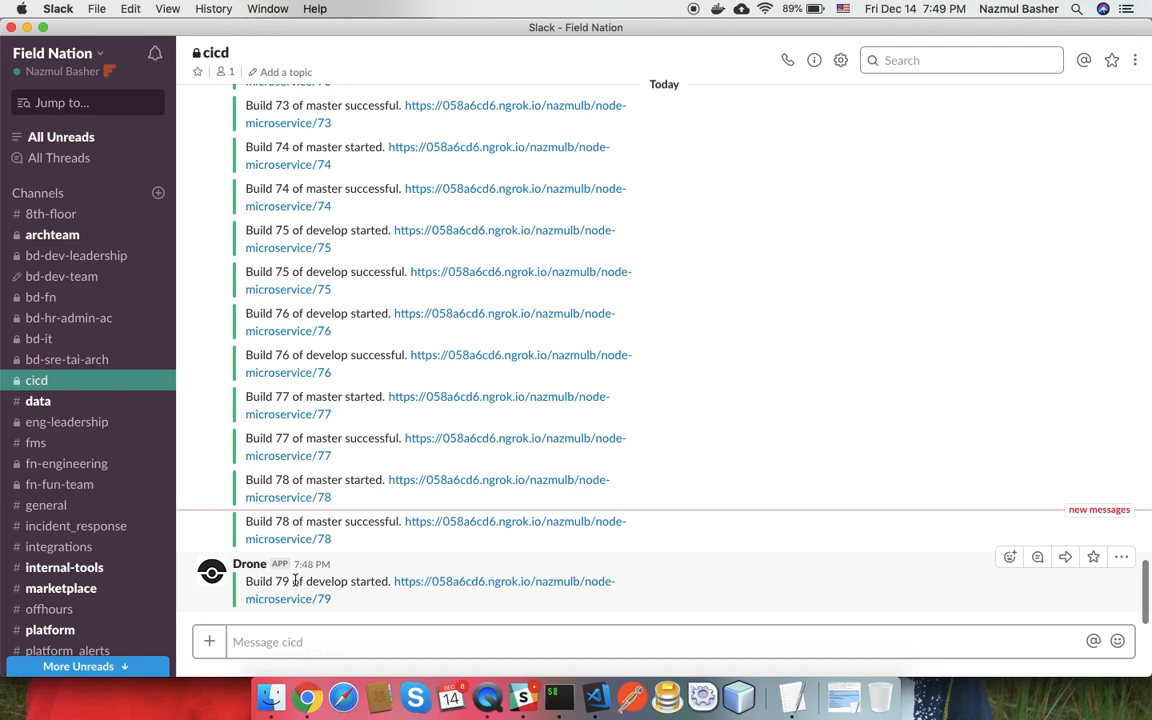 Slack File Edit View History Window Help 89% Fri Dec 14 7:49 PM Nazmul Basher
Slack - Field Nation
Field Nation
Nazmul Basher
Jump to...
All Unreads
All Threads
Channels
# 8th-floor
archteam
bd-dev-leadership
bd-dev-team
bd-fn
bd-hr-admin-ac
bd-it
bd-sre-tai-arch
cicd
# data
eng-leadership
# fms
fn-engineering
fn-fun-team
# general
# incident_response
# integrations
# internal-tools
# marketplace
# offhours
# platform
# platform_alerts
More Unreads ↓
cicd
1 | Add a topic
Search
Today
Build 73 of master successful. https://058a6cd6.ngrok.io/nazmulb/node-
microservice/73
Build 74 of master started. https://058a6cd6.ngrok.io/nazmulb/node-
microservice/74
Build 74 of master successful. https://058a6cd6.ngrok.io/nazmulb/node-
microservice/74
Build 75 of develop started. https://058a6cd6.ngrok.io/nazmulb/node-
microservice/75
Build 75 of develop successful. https://058a6cd6.ngrok.io/nazmulb/node-
microservice/75
Build 76 of develop started. https://058a6cd6.ngrok.io/nazmulb/node-
microservice/76
Build 76 of develop successful. https://058a6cd6.ngrok.io/nazmulb/node-
microservice/76
Build 77 of master started. https://058a6cd6.ngrok.io/nazmulb/node-
microservice/77
Build 77 of master successful. https://058a6cd6.ngrok.io/nazmulb/node-
microservice/77
Build 78 of master started. https://058a6cd6.ngrok.io/nazmulb/node-
microservice/78
new messages
Build 78 of master successful. https://058a6cd6.ngrok.io/nazmulb/node-
microservice/78
Drone APP 7:48 PM
Build 79 of develop started. https://058a6cd6.ngrok.io/nazmulb/node-
microservice/79
Message cicd
DEC 14 8